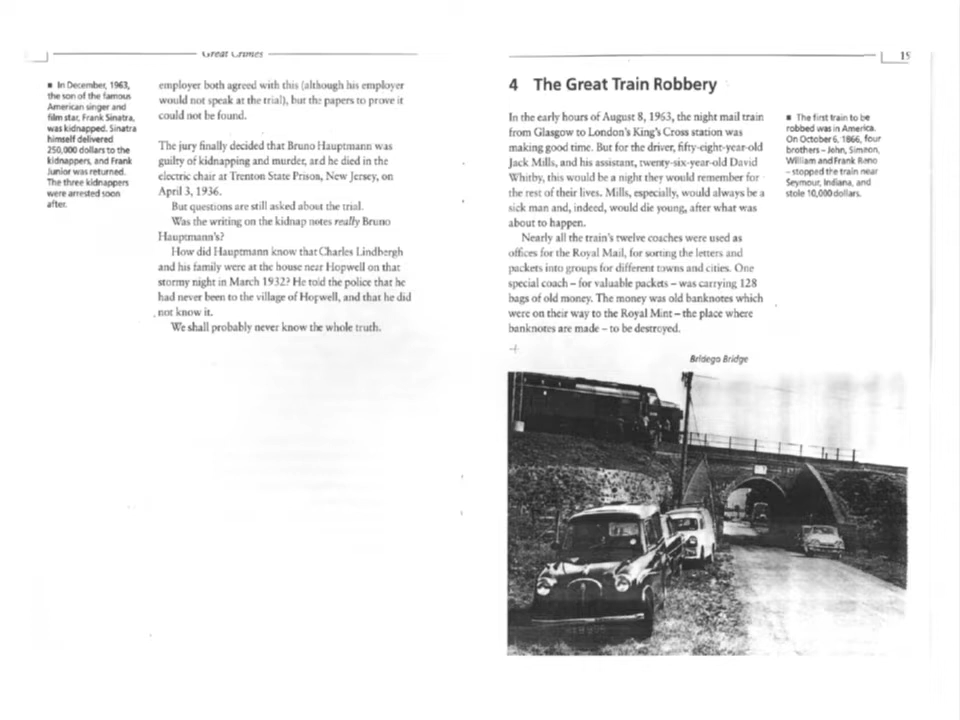 Great Crimes
■ In December, 1963,
the son of the famous
American singer and
film star, Frank Sinatra,
was kidnapped. Sinatra
himself delivered
250,000 dollars to the
kidnappers, and Frank
Junior was returned.
The three kidnappers
were arrested soon
after.
employer both agreed with this (although his employer
would not speak at the trial), but the papers to prove it
could not be found.
The jury finally decided that Bruno Hauptmann was
guilty of kidnapping and murder, and he died in the
electric chair at Trenton State Prison, New Jersey, on
April 3, 1936.
But questions are still asked about the trial.
Was the writing on the kidnap notes really Bruno
Hauptmann's?
How did Hauptmann know that Charles Lindbergh
and his family were at the house near Hopwell on that
stormy night in March 1932? He told the police that he
had never been to the village of Hopwell, and that he did
not know it.
We shall probably never know the whole truth.
4 The Great Train Robbery
In the early hours of August 8, 1963, the night mail train
from Glasgow to London's King's Cross station was
making good time. But for the driver, fifty-eight-year-old
Jack Mills, and his assistant, twenty-six-year-old David
Whitby, this would be a night they would remember for
the rest of their lives. Mills, especially, would always be a
sick man and, indeed, would die young, after what was
about to happen.
Nearly all the train's twelve coaches were used as
offices for the Royal Mail, for sorting the letters and
packets into groups for different towns and cities. One
special coach – for valuable packets – was carrying 128
bags of old money. The money was old banknotes which
were on their way to the Royal Mint – the place where
banknotes are made – to be destroyed.
■ The first train to be
robbed was in America.
On October 6, 1866, four
brothers – John, Simeon,
William and Frank Reno
– stopped the train near
Seymour, Indiana, and
stole 10,000 dollars.
Bridego Bridge